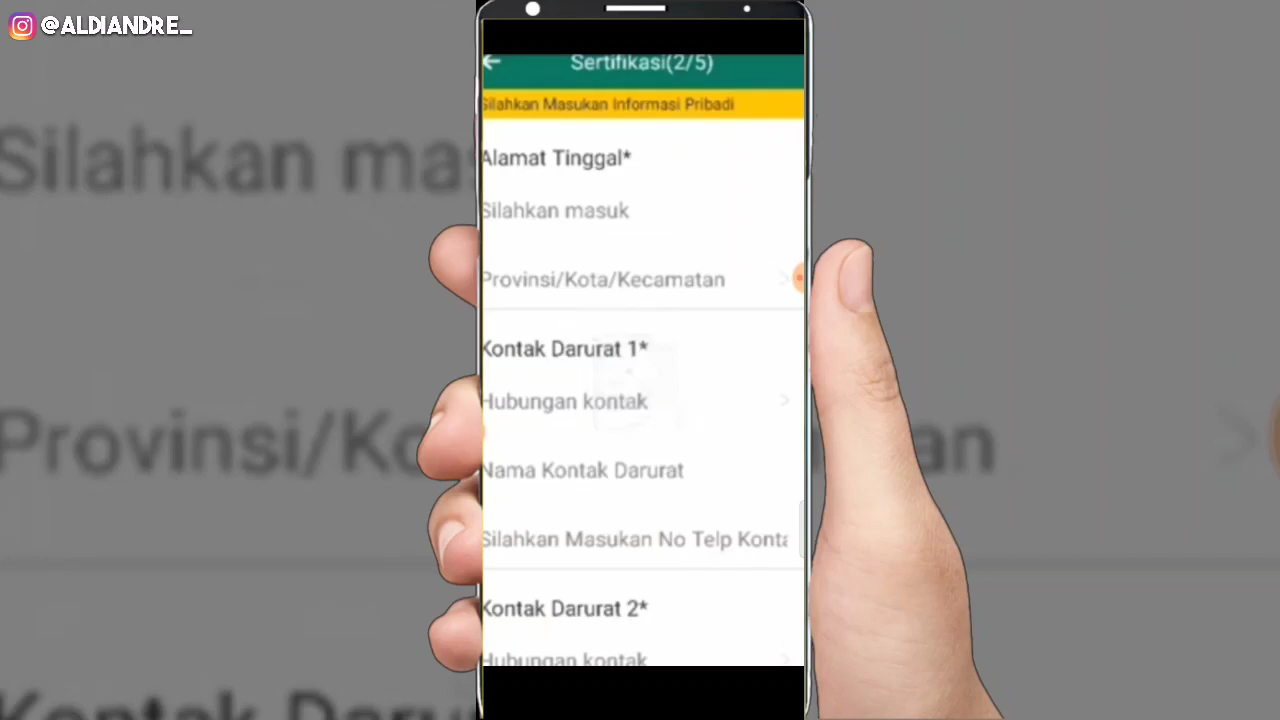 @ALDIANDRE_
Sertifikasi(2/5)
Silahkan Masukan Informasi Pribadi
Alamat Tinggal*
Silahkan masuk
Provinsi/Kota/Kecamatan
Kontak Darurat 1*
Hubungan kontak
Nama Kontak Darurat
Silahkan Masukan No Telp Konta
Kontak Darurat 2*
Hubungan kontak